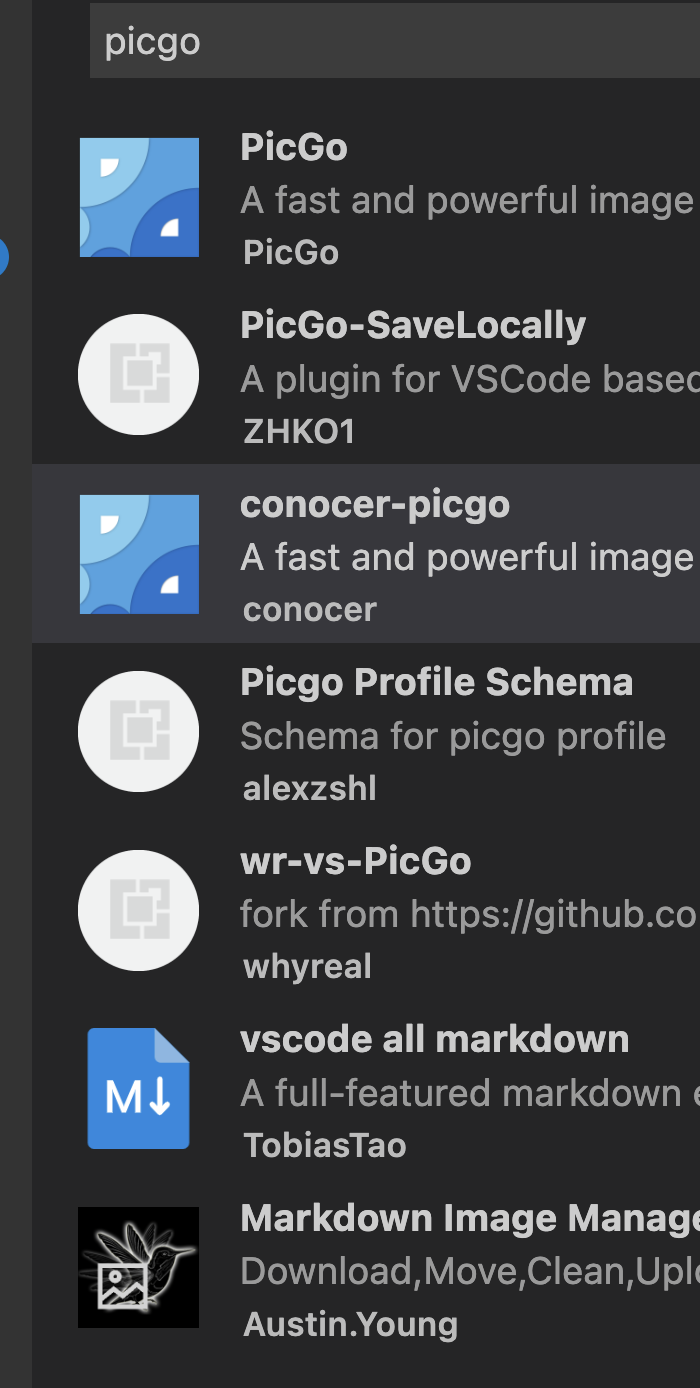 picgo
PicGo
A fast and powerful image
PicGo
PicGo-SaveLocally
A plugin for VSCode based
ZHKO1
conocer-picgo
A fast and powerful image
conocer
Picgo Profile Schema
Schema for picgo profile
alexzshl
wr-vs-PicGo
fork from https://github.co
whyreal
vscode all markdown
A full-featured markdown e
TobiasTao
M↓
Markdown Image Manage
Download,Move,Clean,Uplo
Austin.Young